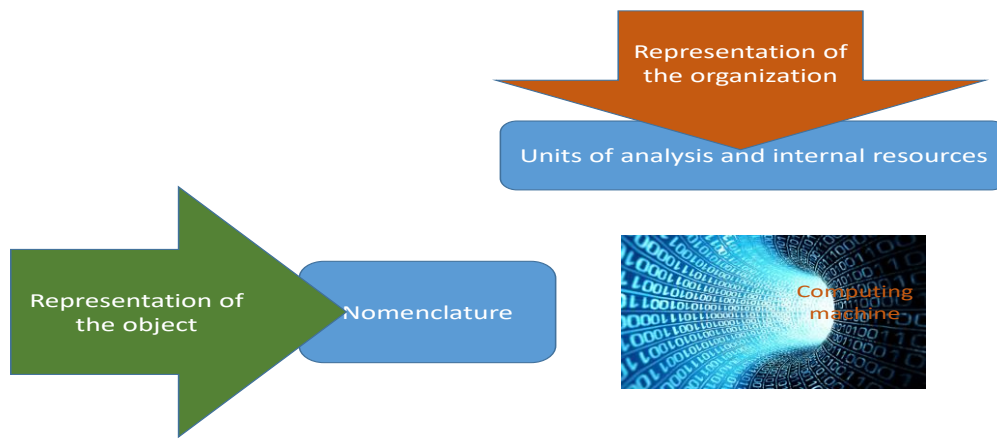 Representation of
the organization
Units of analysis and internal resources
Representation of
the object
Nomenclature
Computing
machine